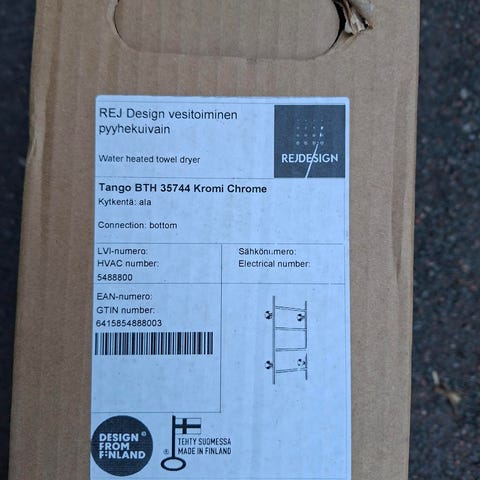 REJ Design vesitoiminen
pyyhekuivain
Water heated towel dryer
REJDESIGN
Tango BTH 35744 Kromi Chrome
Kytkentä: ala
Connection: bottom
LVI-numero:
HVAC number:
5488800
Sähkönumero:
Electrical number:
EAN-numero:
GTIN number:
6415854888003
DESIGN
FROM
FINLAND
TEHTY SUOMESSA
MADE IN FINLAND